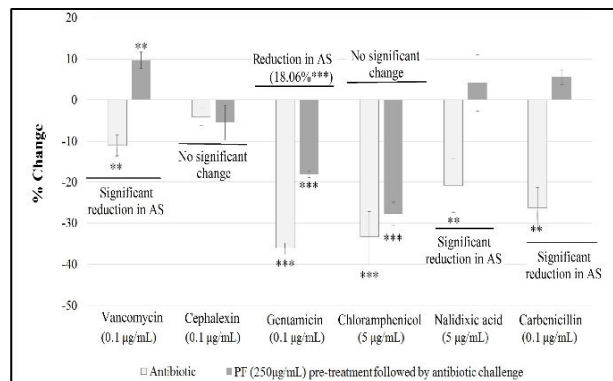 % Change
20
10
0
-10
-20
-30
-40
-50
**
**
Significant
reduction in AS
No significant
change
Reduction in AS
(18.06%***)
***
***
No significant
change
***
***
**
Significant
reduction in AS
**
Significant
reduction in AS
Vancomycin
(0.1 µg/mL)
Cephalexin
(0.1 µg/mL)
Gentamicin
(0.1 µg/mL)
Chloramphenicol
(5 µg/mL)
Nalidixic acid
(5 µg/mL)
Carbenicillin
(0.1 µg/mL)
Antibiotic
PF (250µg/mL) pre-treatment followed by antibiotic challenge